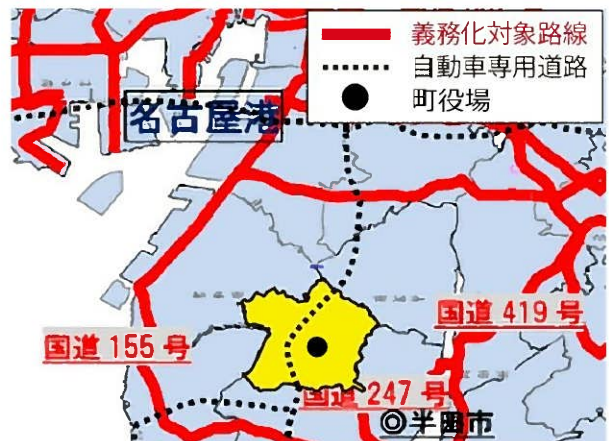 義務化対象路線
自動車専用道路
町役場
名古屋港
国道 419 号
国道 155 号
国道 247 号
◎半田市